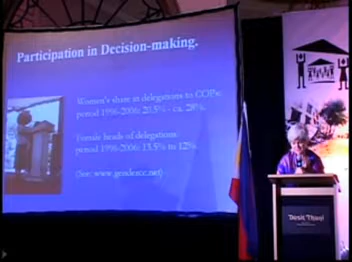 Participation in Decision-making.
Women's share in delegations to COPs:
period 1996-2006: 20.5% - ca. 28%.
Female heads of delegations:
period 1996-2006: 13.5% to 12%.
(See: www.gendercc.net)